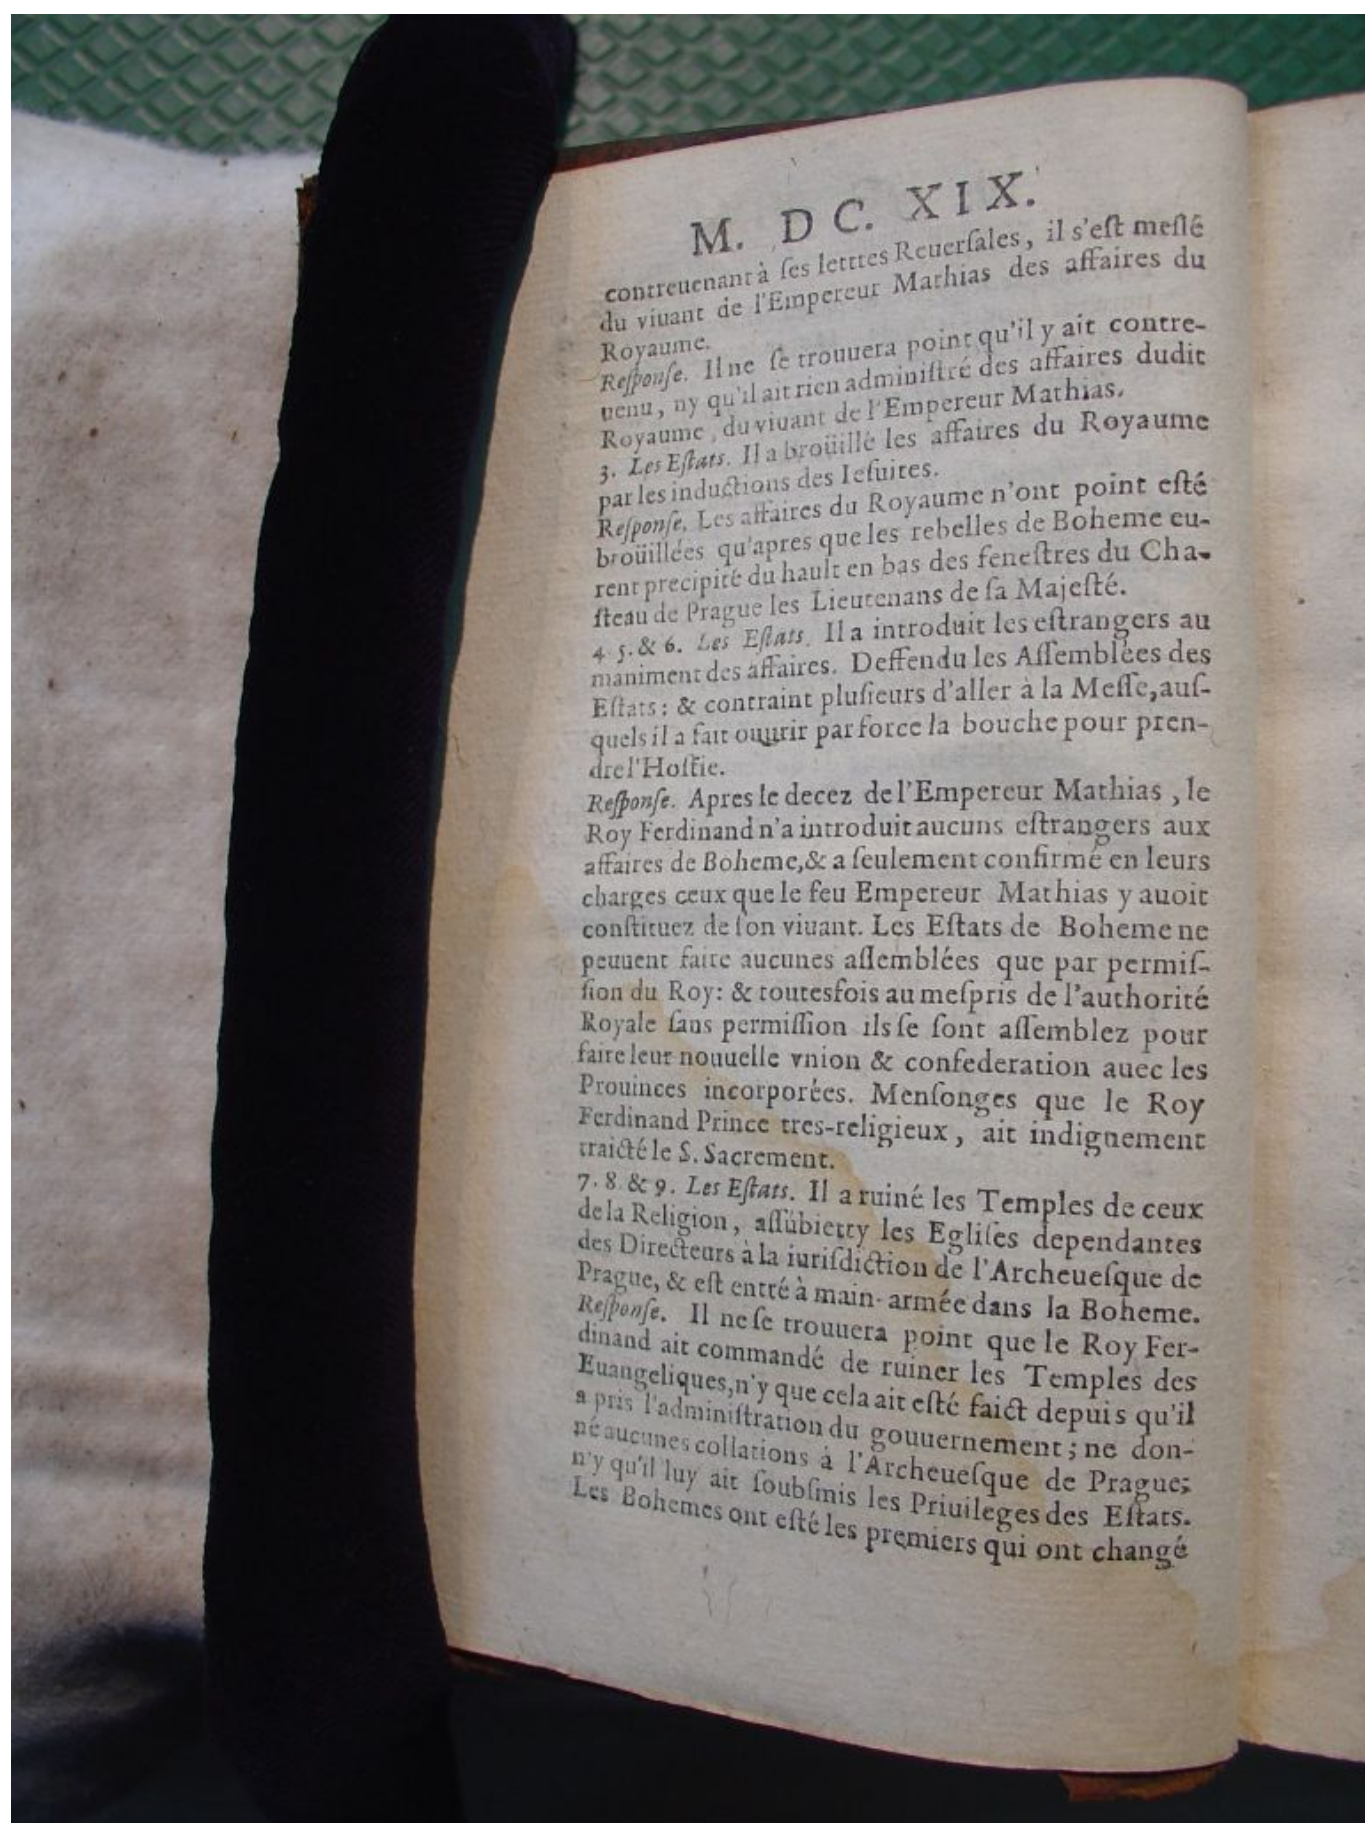 M. DC. XIX.
contreuenant à ſes letttes Reuerſales, il s'eſt meſlé
du viuant de l'Empereur Mathias des affaires du
Royaume.
Reſponſe. Il ne ſe trouuera point qu'il y ait contre-
uenu, ny qu'il ait rien adminiſtré des affaires dudit
Royaume, du viuant de l'Empereur Mathias.
3. Les Eſtats. Il a broüillé les affaires du Royaume
par les inductions des Ieſuites.
Reſponſe. Les affaires du Royaume n'ont point eſté
broüillées qu'apres que les rebelles de Boheme eu-
rent precipité du hault en bas des feneſtres du Cha-
ſteau de Prague les Lieutenans de ſa Majeſté.
4. 5. & 6. Les Eſtats. Il a introduit les eſtrangers au
maniment des affaires. Deffendu les Aſſemblées des
Eſtats: & contraint pluſieurs d'aller à la Meſſe, auſ-
quels il a fait ouurir par force la bouche pour pren-
dre l'Hoſtie.
Reſponſe. Apres le decez de l'Empereur Mathias, le
Roy Ferdinand n'a introduit aucuns eſtrangers aux
affaires de Boheme, & a ſeulement confirmé en leurs
charges ceux que le feu Empereur Mathias y auoit
conſtituez de ſon viuant. Les Eſtats de Boheme ne
peuuent faire aucunes aſſemblées que par permiſ-
ſion du Roy: & toutesfois au meſpris de l'authorité
Royale ſans permiſſion ils ſe ſont aſſemblez pour
faire leur nouuelle vnion & confederation auec les
Prouinces incorporées. Menſonges que le Roy
Ferdinand Prince tres-religieux, ait indignement
traicté le S. Sacrement.
7. 8. & 9. Les Eſtats. Il a ruiné les Temples de ceux
de la Religion, aſſubietty les Egliſes dependantes
des Directeurs à la iuriſdiction de l'Archeueſque de
Prague, & eſt entré à main-armée dans la Boheme.
Reſponſe. Il ne ſe trouuera point que le Roy Fer-
dinand ait commandé de ruiner les Temples des
Euangeliques, n'y que cela ait eſté faict depuis qu'il
a pris l'adminiſtration du gouuernement; ne don-
né aucunes collations à l'Archeueſque de Prague;
n'y qu'il luy ait ſoubſmis les Priuileges des Eſtats.
Les Bohemes ont eſté les premiers qui ont changé